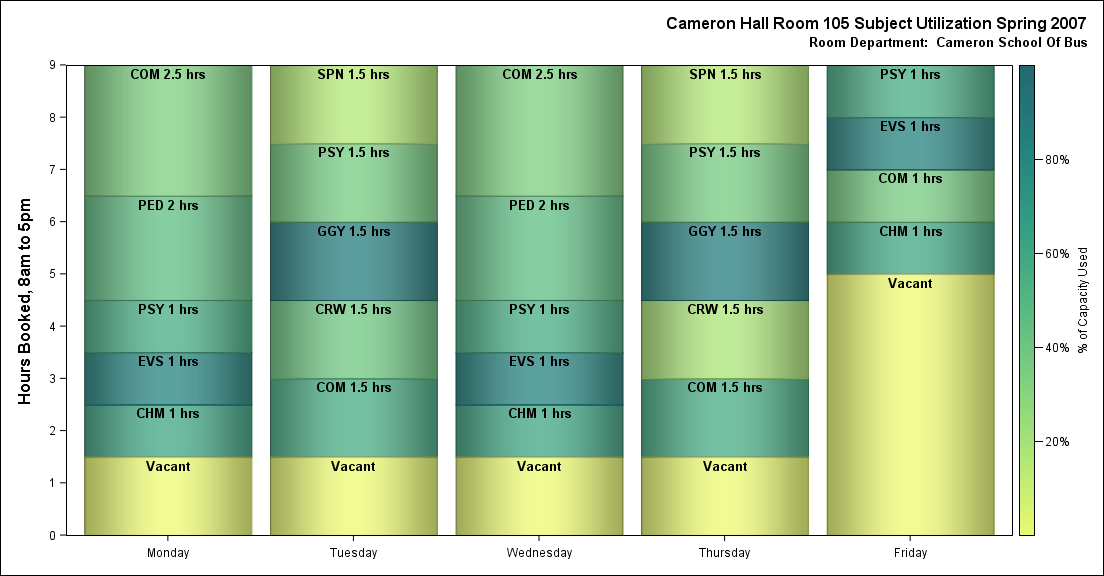 Cameron Hall Room 105 Subject Utilization Spring 2007
Room Department:  Cameron School Of Bus
Hours Booked, 8am to 5pm
9
8
7
6
5
4
3
2
1
0
COM 2.5 hrs
PED 2 hrs
PSY 1 hrs
EVS 1 hrs
CHM 1 hrs
Vacant
Monday
SPN 1.5 hrs
PSY 1.5 hrs
GGY 1.5 hrs
CRW 1.5 hrs
COM 1.5 hrs
Vacant
Tuesday
COM 2.5 hrs
PED 2 hrs
PSY 1 hrs
EVS 1 hrs
CHM 1 hrs
Vacant
Wednesday
SPN 1.5 hrs
PSY 1.5 hrs
GGY 1.5 hrs
CRW 1.5 hrs
COM 1.5 hrs
Vacant
Thursday
PSY 1 hrs
EVS 1 hrs
COM 1 hrs
CHM 1 hrs
Vacant
Friday
80%
60%
40%
20%
% of Capacity Used